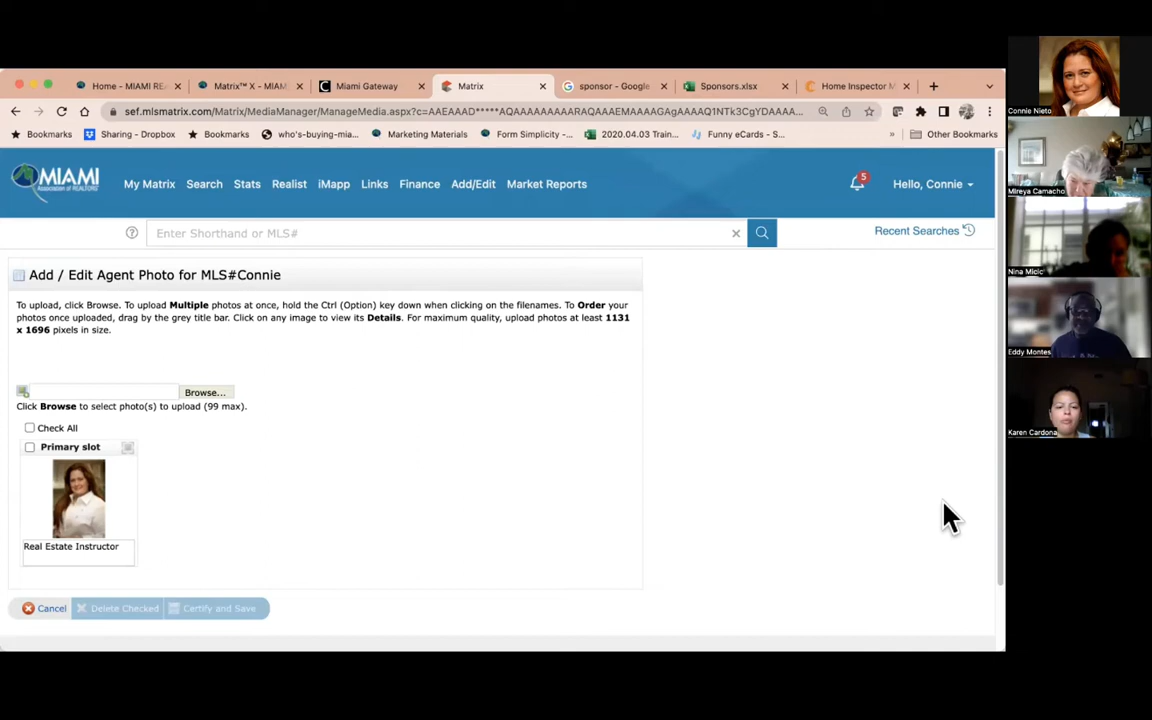 Home - MIAMI RE
Matrix™ X - MIAM
Miami Gateway
Matrix
sponsor - Google
Sponsors.xlsx
Home Inspector M
sef.mlsmatrix.com/Matrix/MediaManager/ManageMedia.aspx?c=AAEAAAD*****AQAAAAAAAAARAQAAAEMAAAAGAgAAAAQ1NTk3CgYDAAAA...
Bookmarks
Sharing - Dropbox
Bookmarks
who's-buying-mia...
Marketing Materials
Form Simplicity -...
2020.04.03 Train...
Funny eCards - S...
»
Other Bookmarks
MIAMI
Association of REALTORS®
My Matrix
Search
Stats
Realist
iMapp
Links
Finance
Add/Edit
Market Reports
5
Hello, Connie
Enter Shorthand or MLS#
Recent Searches
Add / Edit Agent Photo for MLS#Connie
To upload, click Browse. To upload Multiple photos at once, hold the Ctrl (Option) key down when clicking on the filenames. To Order your
photos once uploaded, drag by the grey title bar. Click on any image to view its Details. For maximum quality, upload photos at least 1131
x 1696 pixels in size.
Browse...
Click Browse to select photo(s) to upload (99 max).
Check All
Primary slot
Real Estate Instructor
Cancel
Delete Checked
Certify and Save
Connie Nieto
Mireya Camacho
Nina Micic
Eddy Montes
Karen Cardona